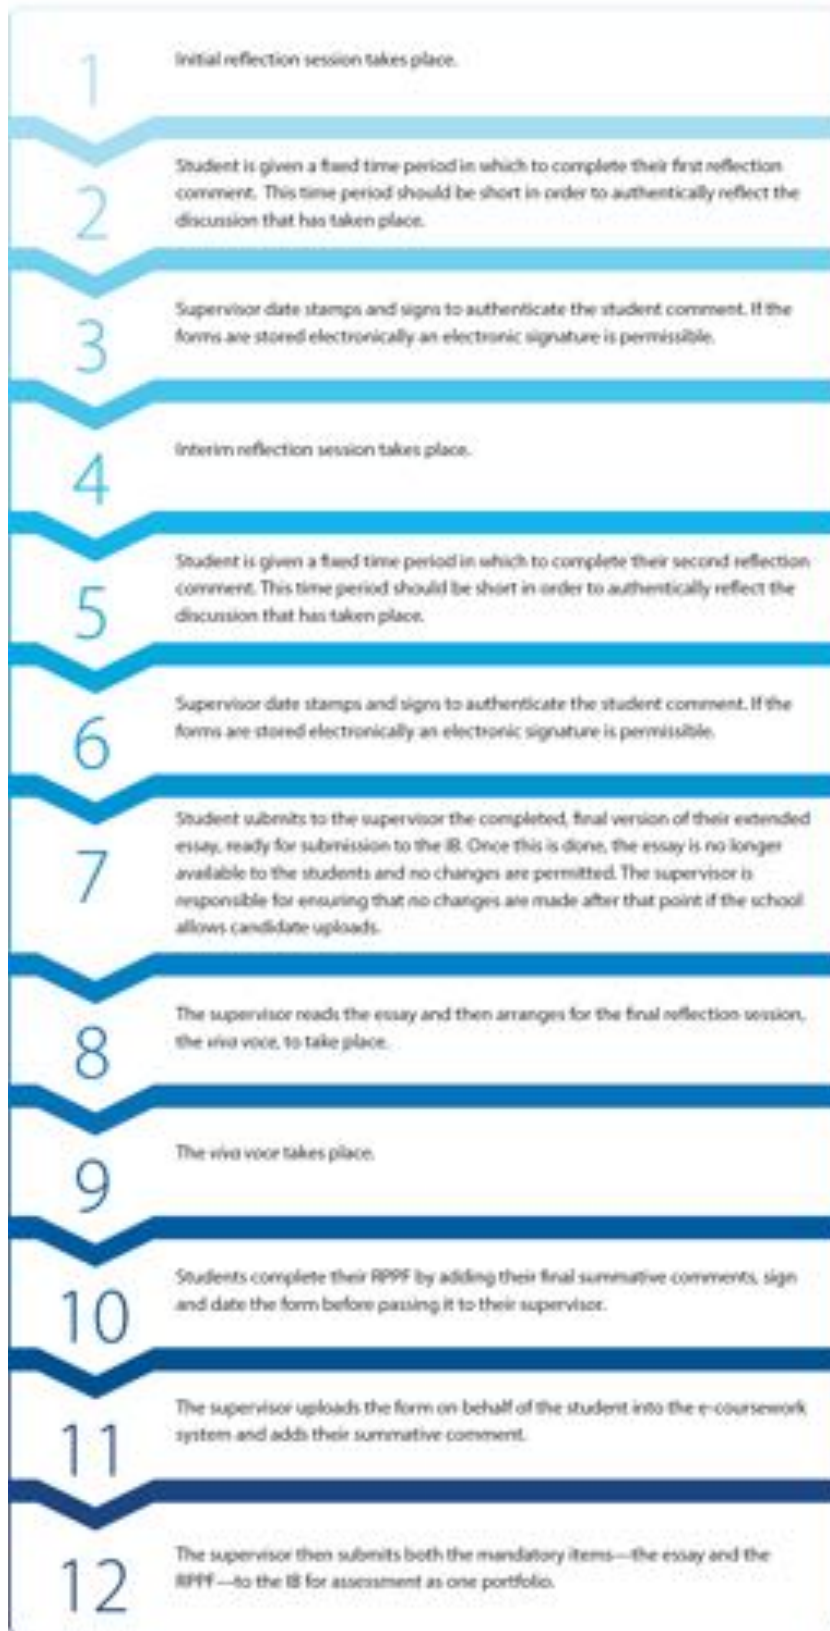 1
Initial reflection session takes place.
2
Student is given a fixed time period in which to complete their first reflection
comment. This time period should be short in order to authentically reflect the
discussion that has taken place.
3
Supervisor date stamps and signs to authenticate the student comment. If the
forms are stored electronically an electronic signature is permissible.
4
Interim reflection session takes place.
5
Student is given a fixed time period in which to complete their second reflection
comment. This time period should be short in order to authentically reflect the
discussion that has taken place.
6
Supervisor date stamps and signs to authenticate the student comment. If the
forms are stored electronically an electronic signature is permissible.
7
Student submits to the supervisor the completed, final version of their extended
essay, ready for submission to the IB. Once this is done, the essay is no longer
available to the students and no changes are permitted. The supervisor is
responsible for ensuring that no changes are made after that point if the school
allows candidate uploads.
8
The supervisor reads the essay and then arranges for the final reflection session,
the viva voce, to take place.
9
The viva voce takes place.
10
Students complete their RPPF by adding their final summative comments, sign
and date the form before passing it to their supervisor.
11
The supervisor uploads the form on behalf of the student into the e-coursework
system and adds their summative comment.
12
The supervisor then submits both the mandatory items—the essay and the
RPPF—to the IB for assessment as one portfolio.